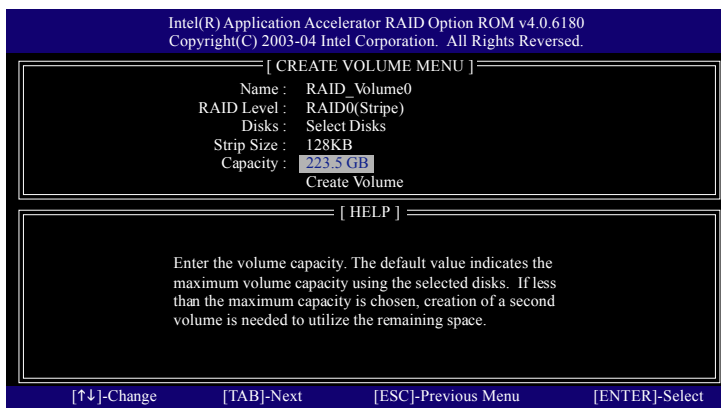 Intel(R) Application Accelerator RAID Option ROM v4.0.6180
Copyright(C) 2003-04 Intel Corporation. All Rights Reversed.
[ CREATE VOLUME MENU ]
Name : RAID_Volume0
RAID Level : RAID0(Stripe)
Disks : Select Disks
Strip Size : 128KB
Capacity : 223.5 GB
Create Volume
[ HELP ]
Enter the volume capacity. The default value indicates the
maximum volume capacity using the selected disks. If less
than the maximum capacity is chosen, creation of a second
volume is needed to utilize the remaining space.
[↑↓]-Change [TAB]-Next [ESC]-Previous Menu [ENTER]-Select